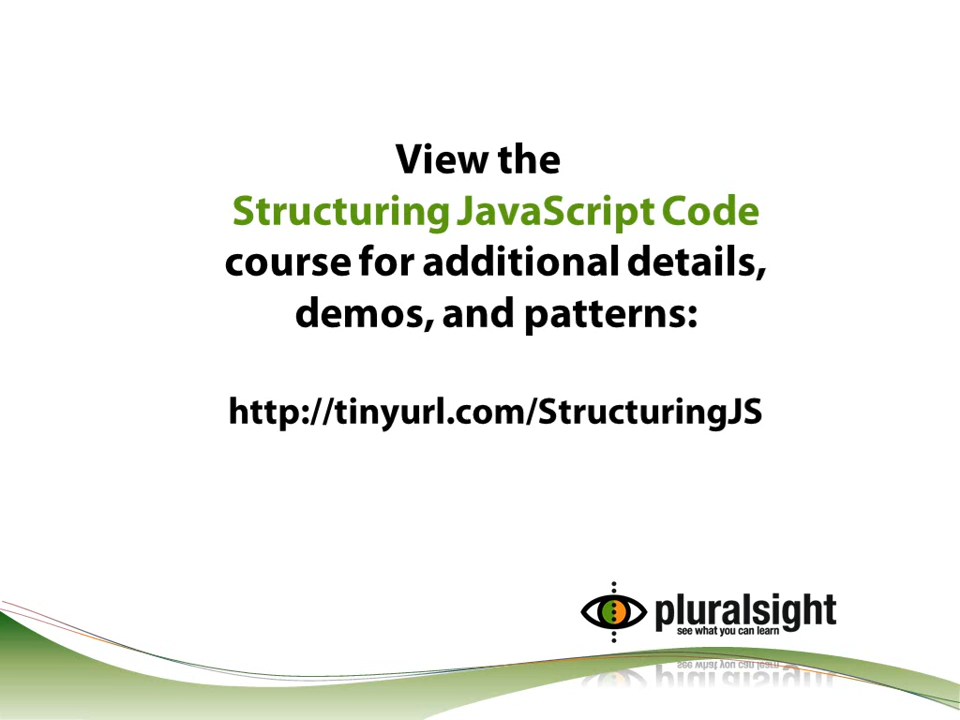 View the
Structuring JavaScript Code
course for additional details,
demos, and patterns:
http://tinyurl.com/StructuringJS
pluralsight
see what you can learn